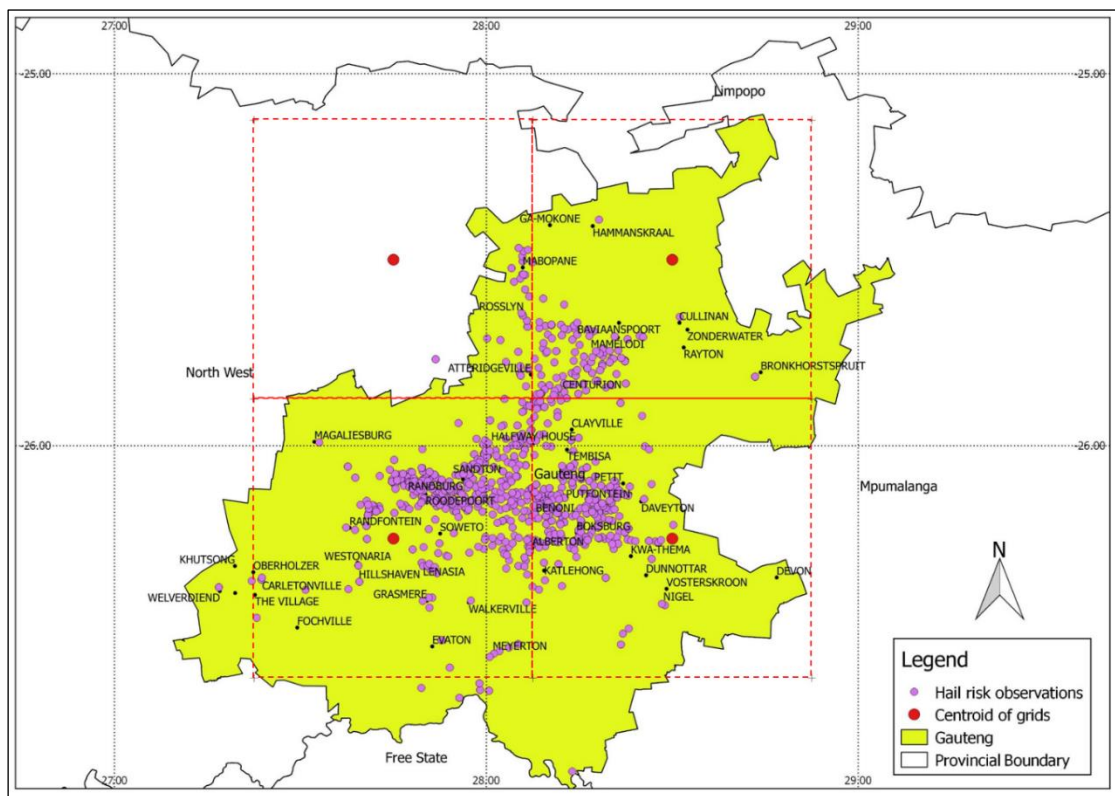 27:00
28:00
29:00
-25:00
-25:00
Limpopo
GA-MOKONE
HAMMANSKRAAL
MABOPANE
ROSSLYN
CULLINAN
BAVIAANSPOORT
ZONDERWATER
MAMELODI
RAYTON
North West
ATTERIDGEVILLE
BRONKHORSTSPRUIT
CENTURION
CLAYVILLE
MAGALIESBURG
HALFWAY HOUSE
-26:00
-26:00
TEMBISA
SANDTON
Gauteng
PETIT
RANDBURG
Mpumalanga
PUTFONTEIN
ROODEPOORT
BENONI
DAVEYTON
RANDFONTEIN
SOWETO
BOKSBURG
ALBERTON
KWA-THEMA
KHUTSONG
OBERHOLZER
WESTONARIA
LENASIA
KATLEHONG
HILLSHAVEN
DUNNOTTAR
DEVON
CARLETONVILLE
VOSTERSKROON
WELVERDIEND
THE VILLAGE
GRASMERE
NIGEL
WALKERVILLE
FOCHVILLE
EVATON
MEYERTON
Free State
N
Legend
Hail risk observations
Centroid of grids
Gauteng
Provincial Boundary
27:00
28:00
29:00